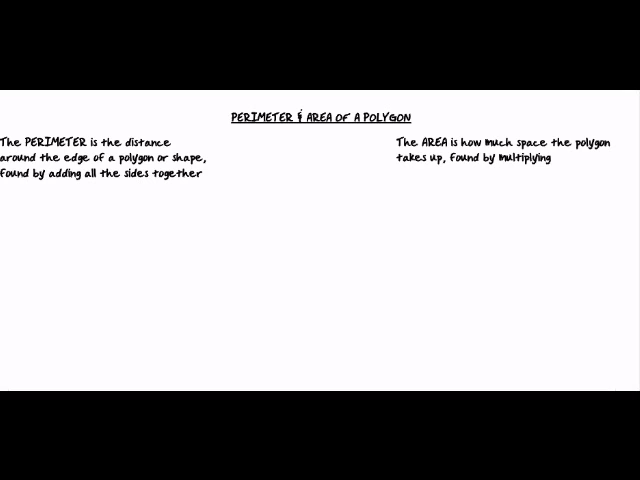 PERIMETER & AREA OF A POLYGON
The PERIMETER is the distance
around the edge of a polygon or shape,
found by adding all the sides together
The AREA is how much space the polygon
takes up, found by multiplying